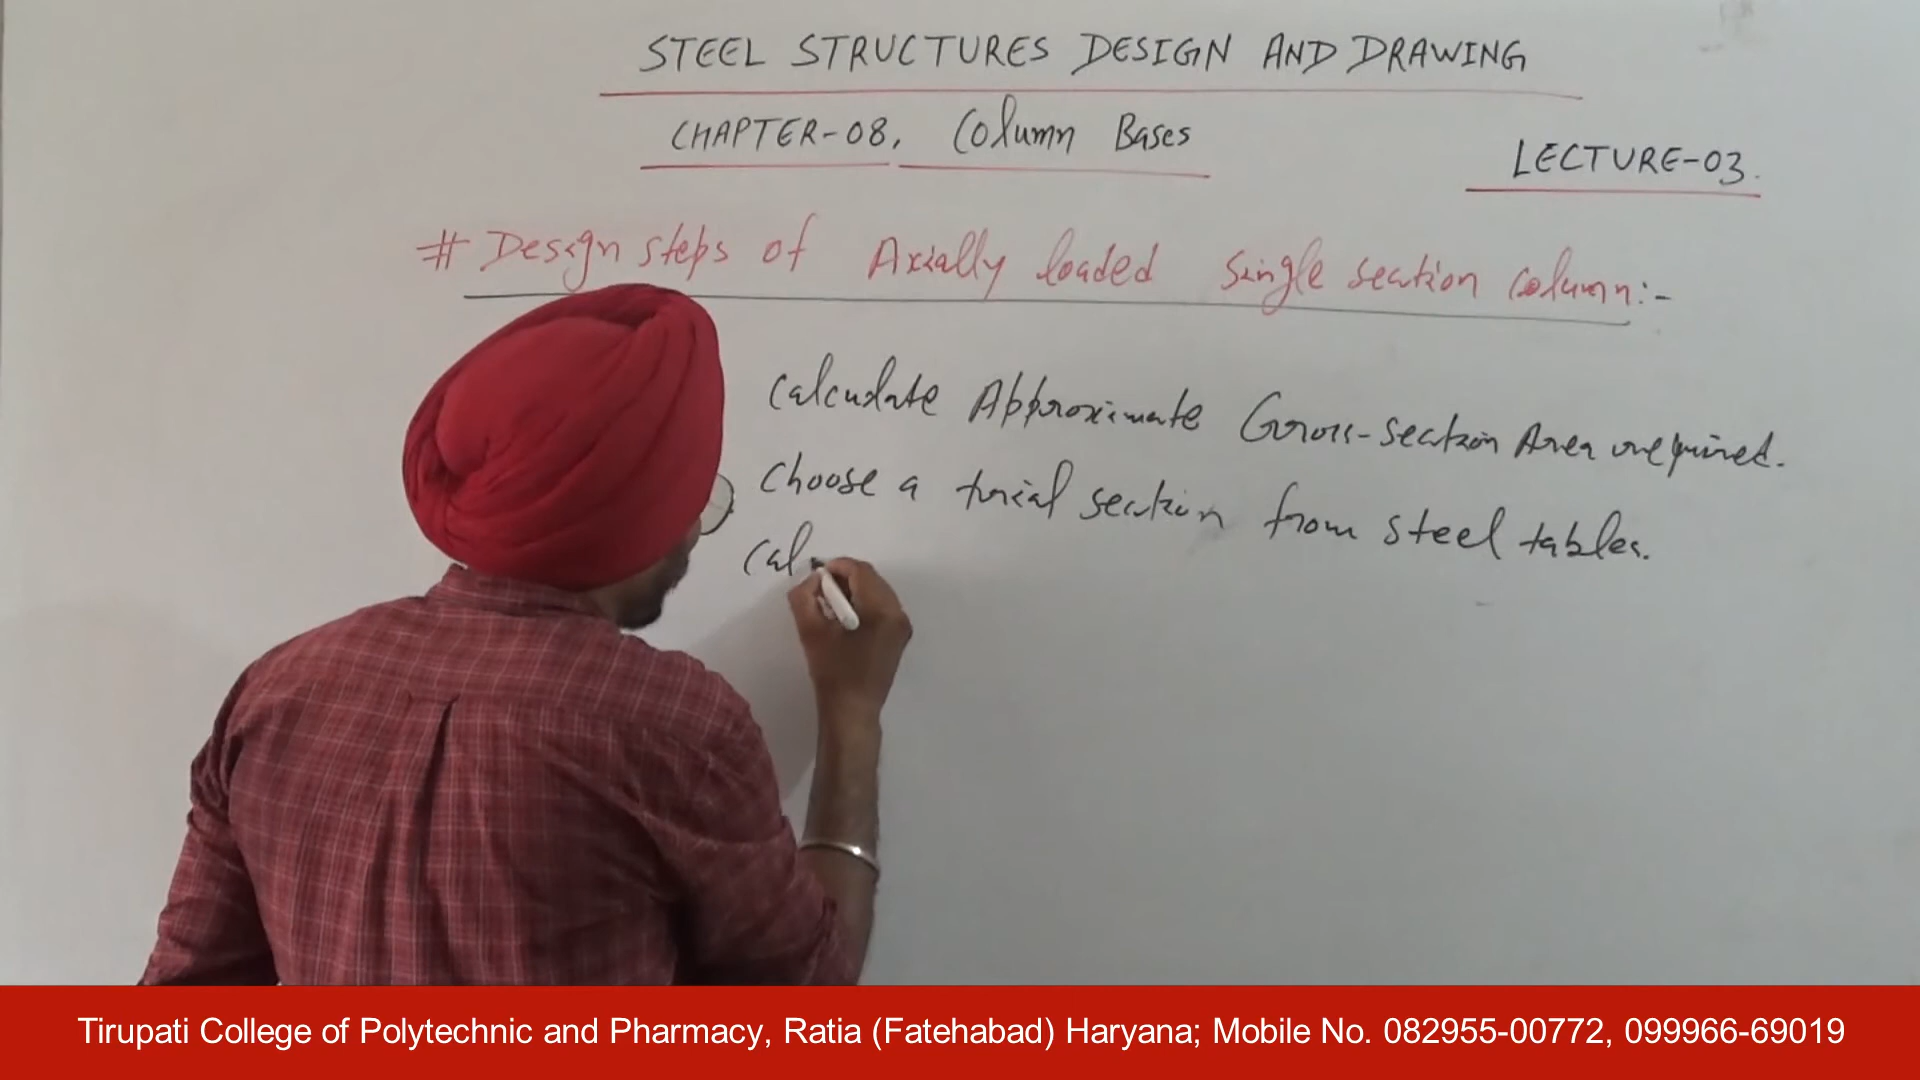 STEEL STRUCTURES DESIGN AND DRAWING
CHAPTER-08, Column Bases
LECTURE-03.
# Design steps of Axially loaded single section column:-
Calculate Approximate Gross-section Area required.
Choose a trial section from steel tables.
Cal
Tirupati College of Polytechnic and Pharmacy, Ratia (Fatehabad) Haryana; Mobile No. 082955-00772, 099966-69019